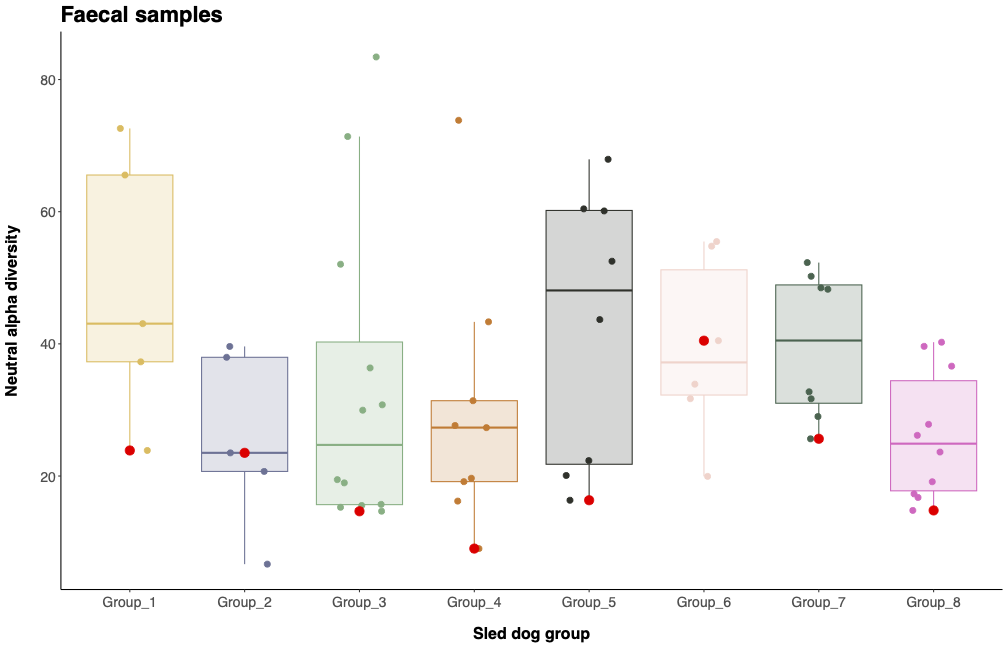 Faecal samples
Neutral alpha diversity
80
60
40
20
Group_1 Group_2 Group_3 Group_4 Group_5 Group_6 Group_7 Group_8
Sled dog group